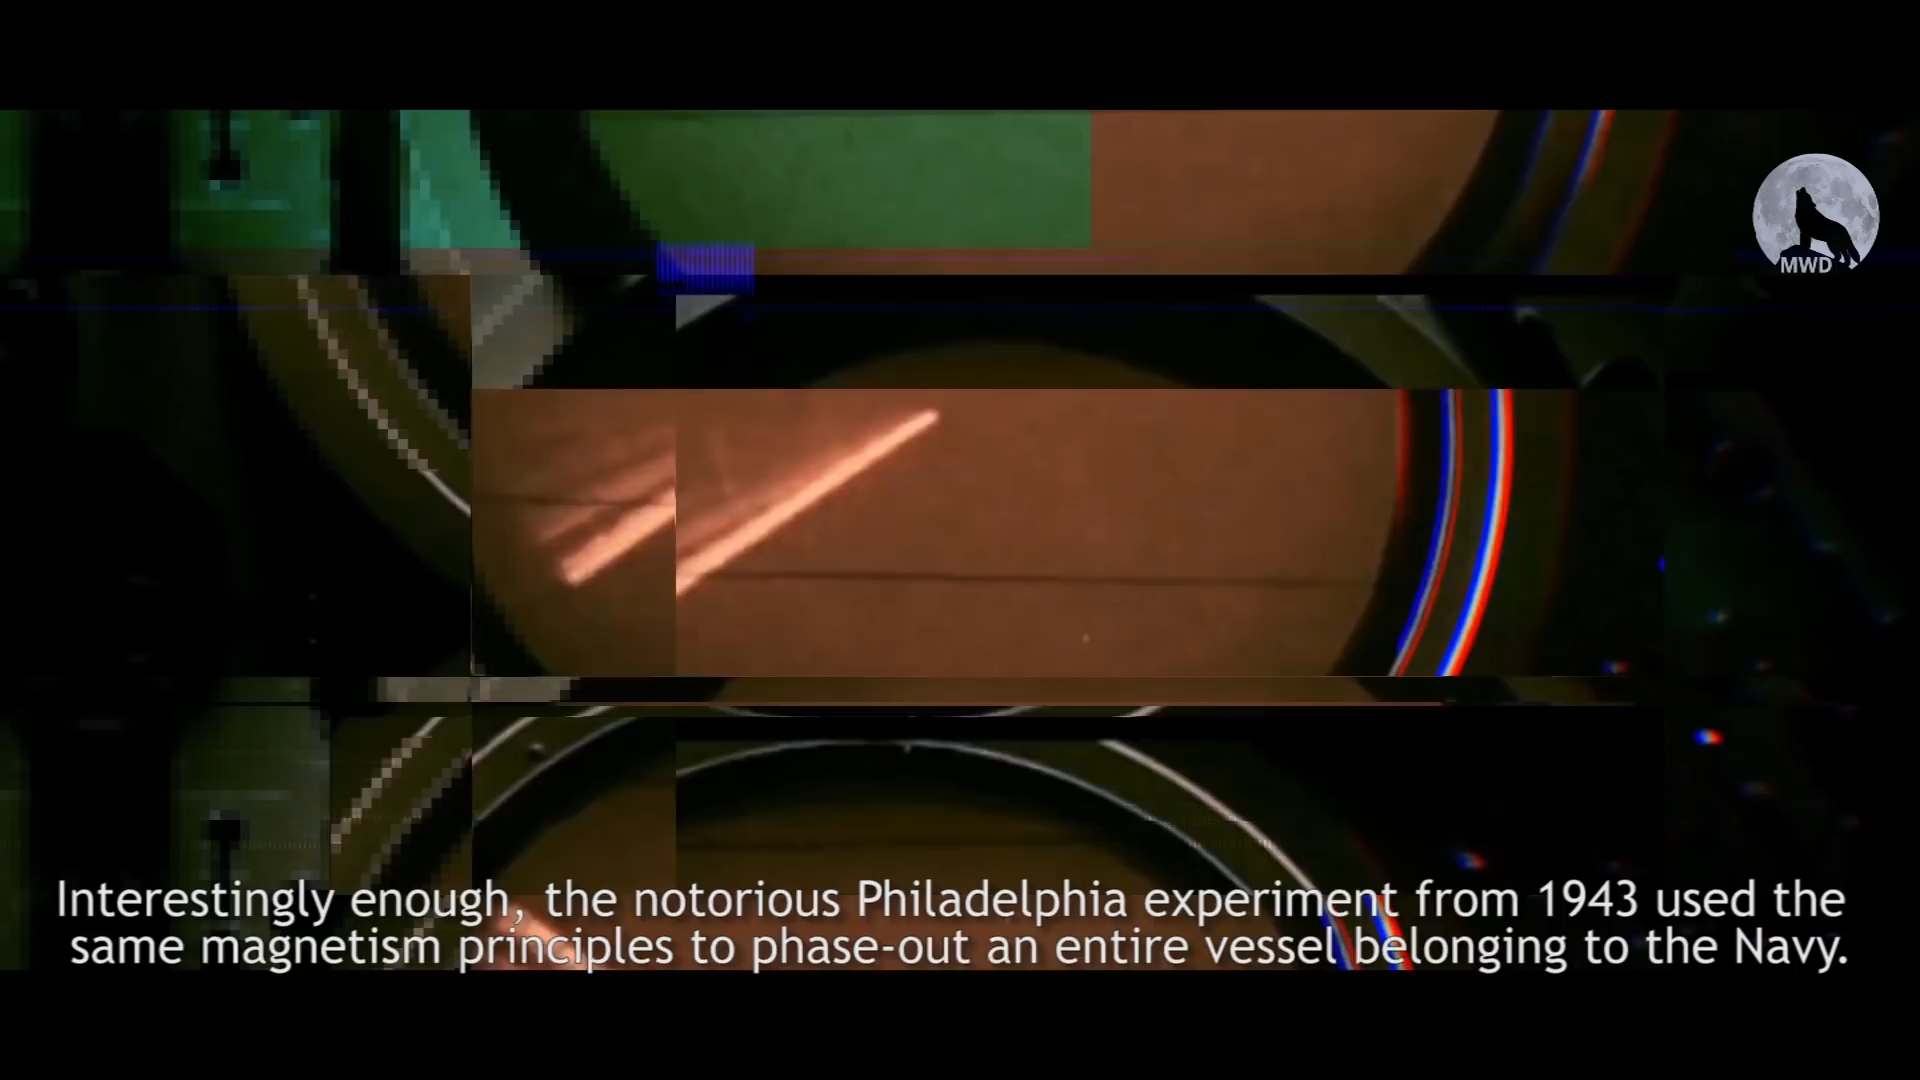 MWD
Interestingly enough, the notorious Philadelphia experiment from 1943 used the
same magnetism principles to phase-out an entire vessel belonging to the Navy.